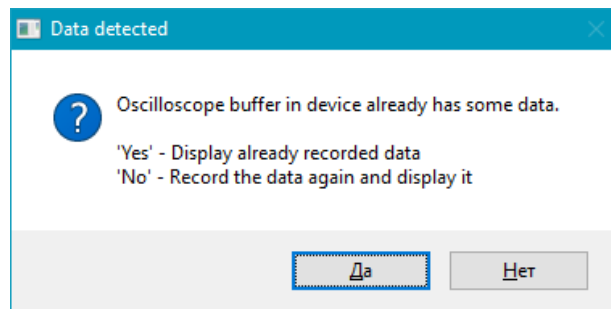 Data detected
Oscilloscope buffer in device already has some data.
'Yes' - Display already recorded data
'No' - Record the data again and display it
Да
Нет